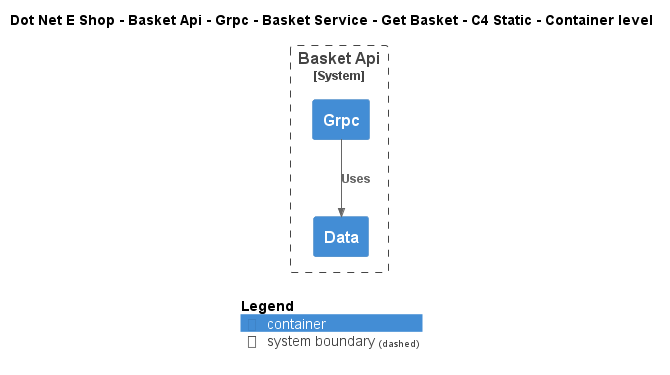 Dot Net E Shop - Basket Api - Grpc - Basket Service - Get Basket - C4 Static - Container level
Basket Api
[System]
Grpc
Uses
Data
Legend
container
system boundary (dashed)